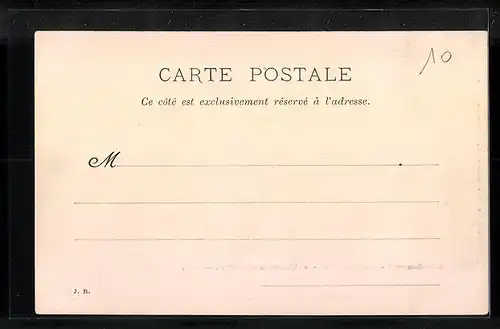 10
CARTE POSTALE
Ce côté est exclusivement réservé à l'adresse.
M
J. R.